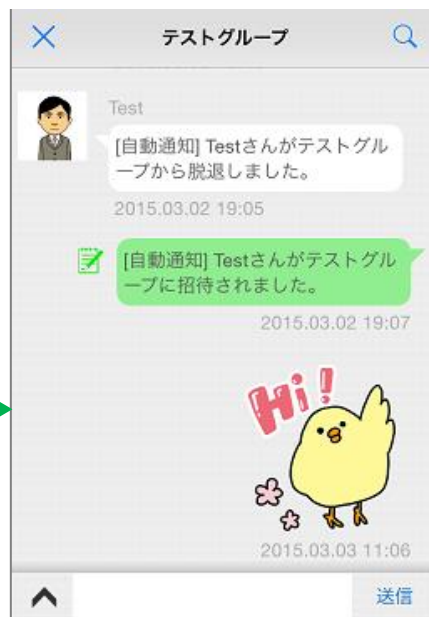 テストグループ
Test
[自動通知] Testさんがテストグル
ープから脱退しました。
2015.03.02 19:05
[自動通知] Testさんがテストグル
ープに招待されました。
2015.03.02 19:07
Hi!
2015.03.03 11:06
送信